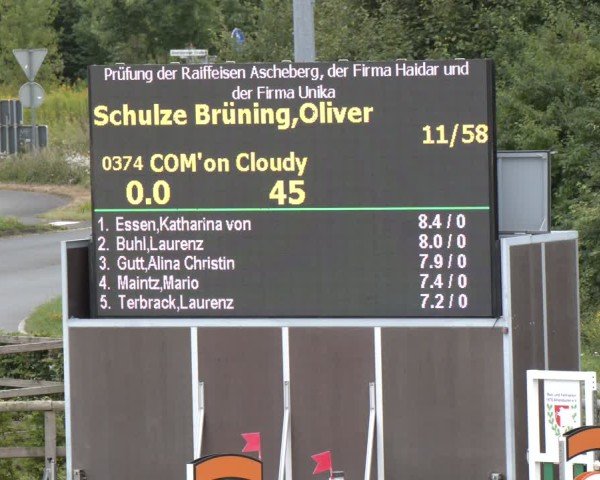 Prüfung der Raiffeisen Ascheberg, der Firma Haidar und
der Firma Unika
Schulze Brüning,Oliver
11/58
0374 COM'on Cloudy
0.0 45
1. Essen,Katharina von 8.4 / 0
2. Buhl,Laurenz 8.0 / 0
3. Gutt,Alina Christin 7.9 / 0
4. Maintz,Mario 7.4 / 0
5. Terbrack,Laurenz 7.2 / 0